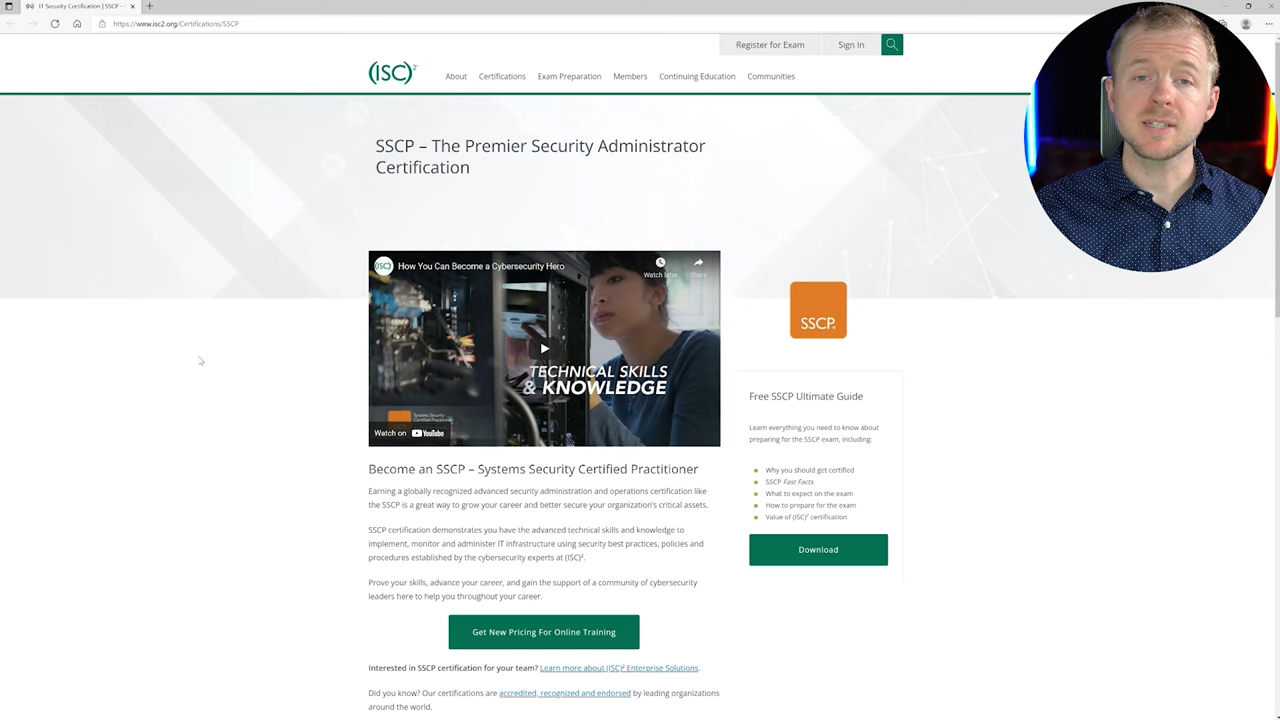 IT Security Certification | SSCP -
https://www.isc2.org/Certifications/SSCP
Register for Exam
Sign In
(ISC)²
About
Certifications
Exam Preparation
Members
Continuing Education
Communities
SSCP – The Premier Security Administrator
Certification
(ISC)
How You Can Become a Cybersecurity Hero
Watch later
Share
TECHNICAL SKILLS
& KNOWLEDGE
Systems Security
Certified Practitioner
Watch on YouTube
SSCP®
Become an SSCP – Systems Security Certified Practitioner
Earning a globally recognized advanced security administration and operations certification like
the SSCP is a great way to grow your career and better secure your organization's critical assets.
SSCP certification demonstrates you have the advanced technical skills and knowledge to
implement, monitor and administer IT infrastructure using security best practices, policies and
procedures established by the cybersecurity experts at (ISC)².
Prove your skills, advance your career, and gain the support of a community of cybersecurity
leaders here to help you throughout your career.
Get New Pricing For Online Training
Interested in SSCP certification for your team? Learn more about (ISC)² Enterprise Solutions.
Did you know? Our certifications are accredited, recognized and endorsed by leading organizations
around the world.
Free SSCP Ultimate Guide
Learn everything you need to know about
preparing for the SSCP exam, including:
Why you should get certified
SSCP Fast Facts
What to expect on the exam
How to prepare for the exam
Value of (ISC)² certification
Download